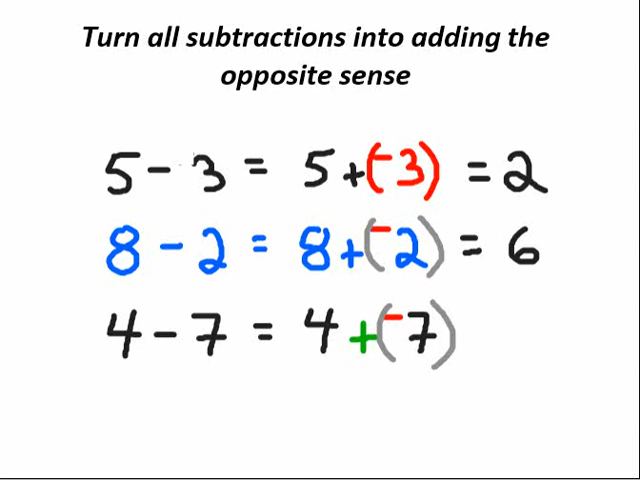 Turn all subtractions into adding the
opposite sense
5 - 3 = 5 + (-3) = 2
8 - 2 = 8 + (-2) = 6
4 - 7 = 4 + (-7)